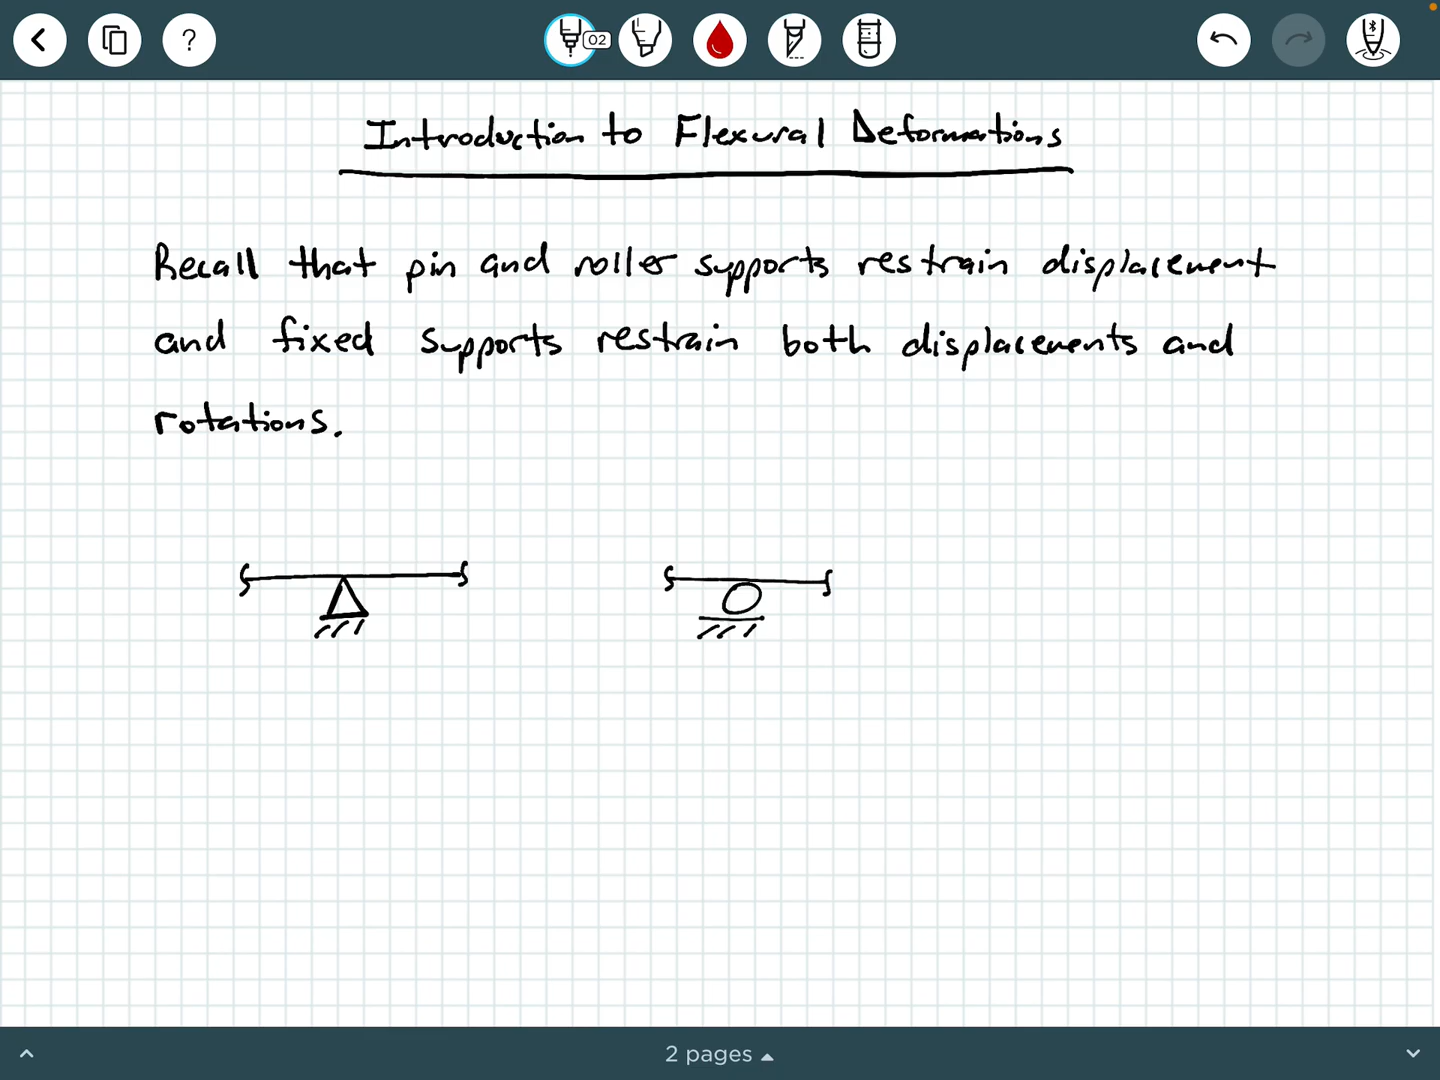 ?
02
Introduction to Flexural Deformations
Recall that pin and roller supports restrain displacement
and fixed supports restrain both displacements and
rotations.
2 pages